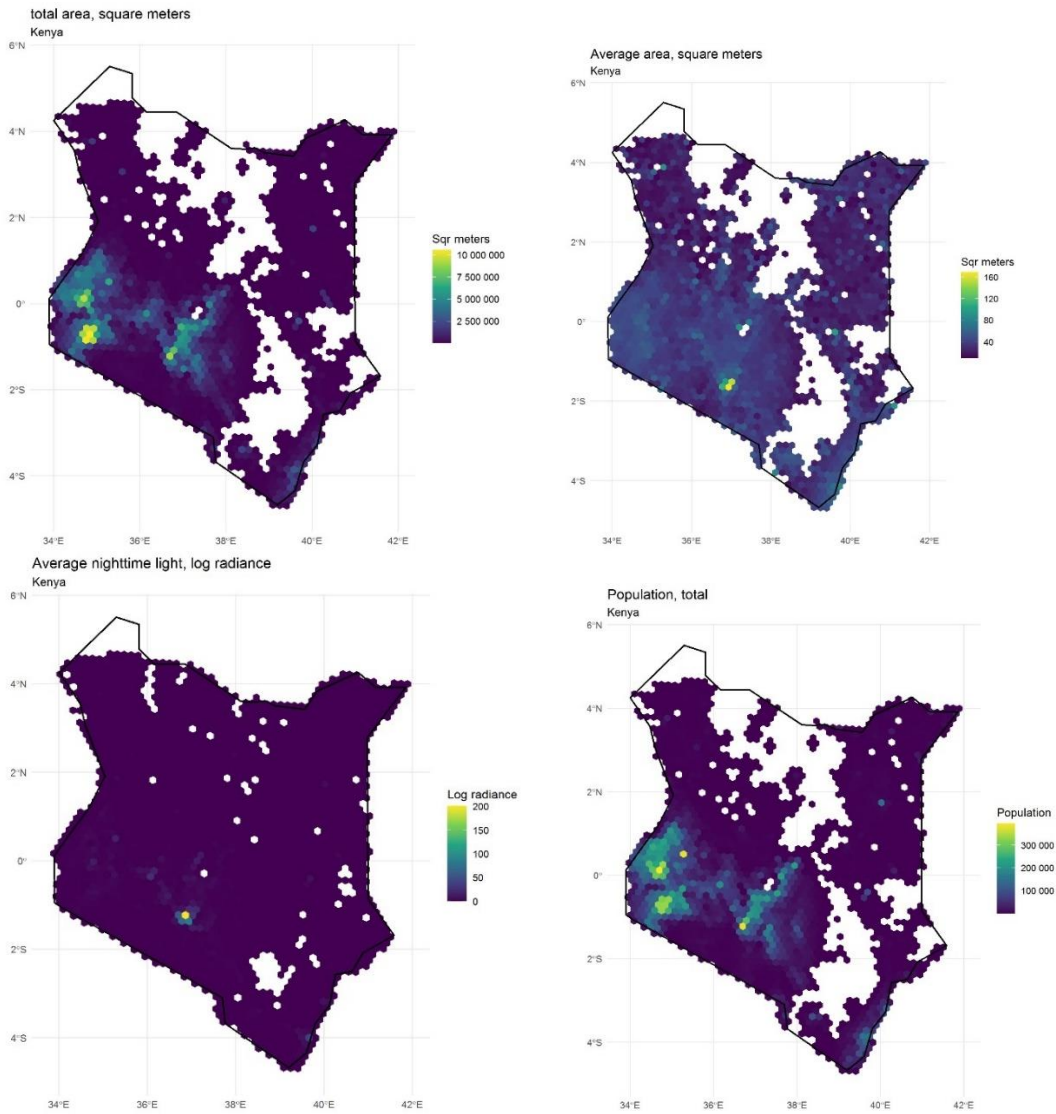 total area, square meters
Kenya
6°N
4°N
2°N
0°
2°S
4°S
34°E
36°E
38°E
40°E
42°E
Sqr meters
10 000 000
7 500 000
5 000 000
2 500 000
Average area, square meters
Kenya
6°N
4°N
2°N
0°
2°S
4°S
34°E
36°E
38°E
40°E
42°E
Sqr meters
160
120
80
40
Average nighttime light, log radiance
Kenya
6°N
4°N
2°N
0°
2°S
4°S
34°E
36°E
38°E
40°E
42°E
Log radiance
200
150
100
50
0
Population, total
Kenya
6°N
4°N
2°N
0°
2°S
4°S
34°E
36°E
38°E
40°E
42°E
Population
300 000
200 000
100 000